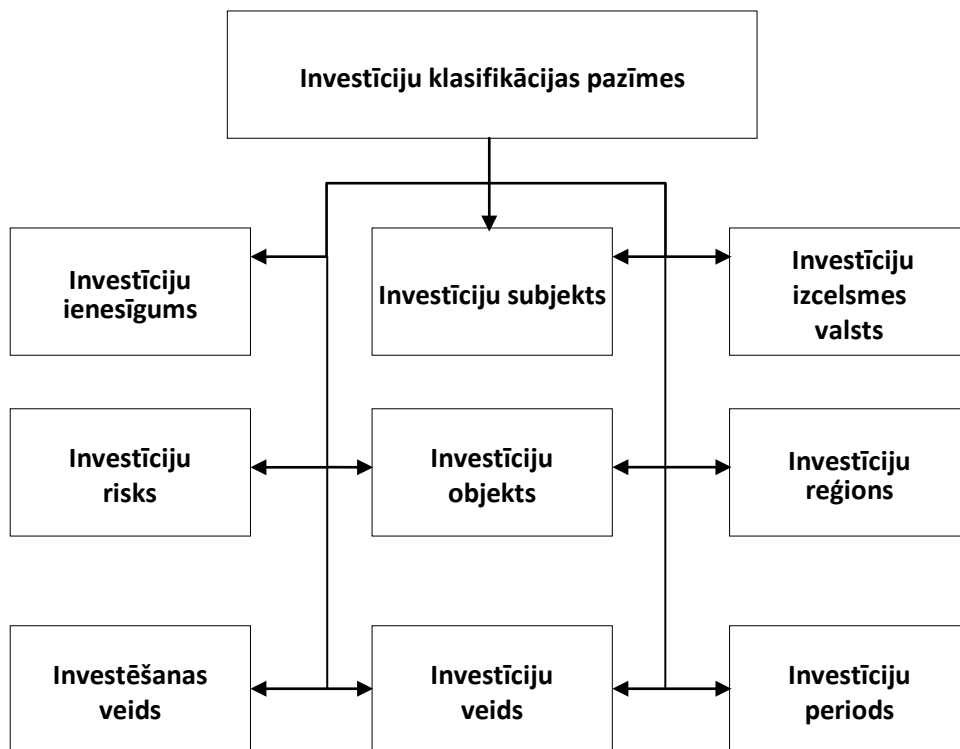 Investīciju klasifikācijas pazīmes
Investīciju
ienesīgums
Investīciju subjekts
Investīciju
izcelsmes
valsts
Investīciju
risks
Investīciju
objekts
Investīciju
reģions
Investēšanas
veids
Investīciju
veids
Investīciju
periods